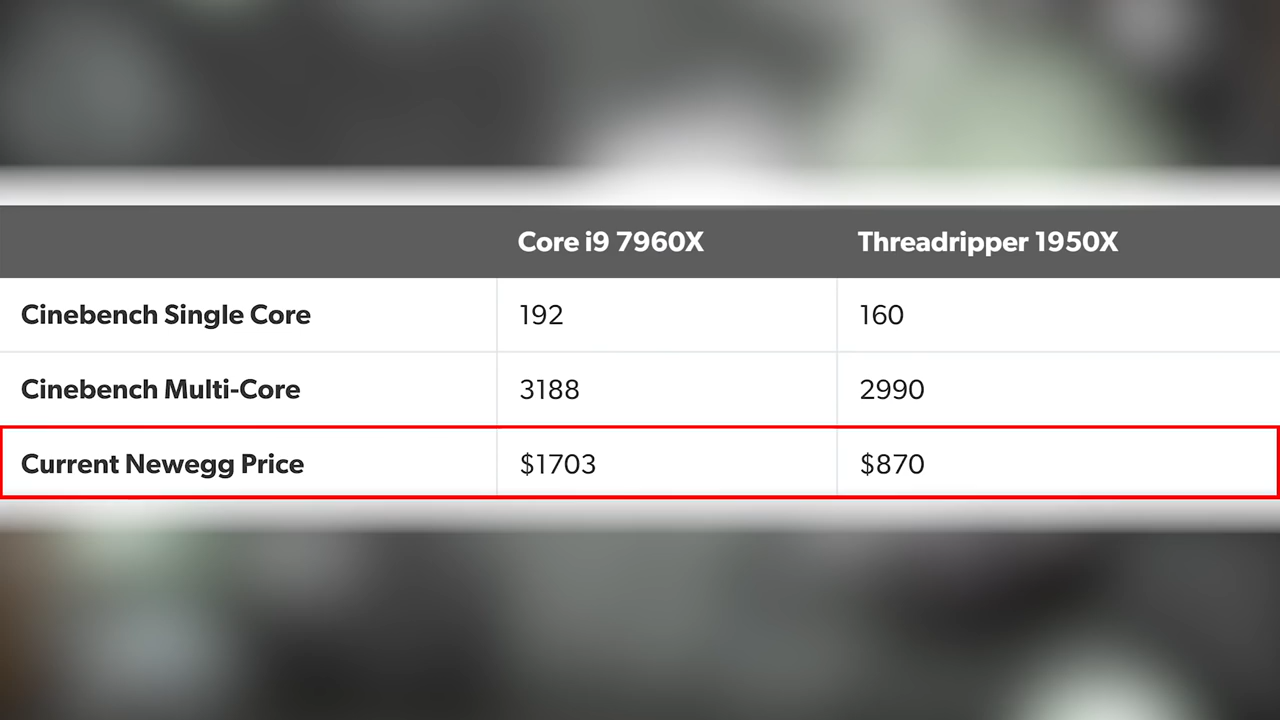 Core i9 7960X Threadripper 1950X
Cinebench Single Core 192 160
Cinebench Multi-Core 3188 2990
Current Newegg Price $1703 $870